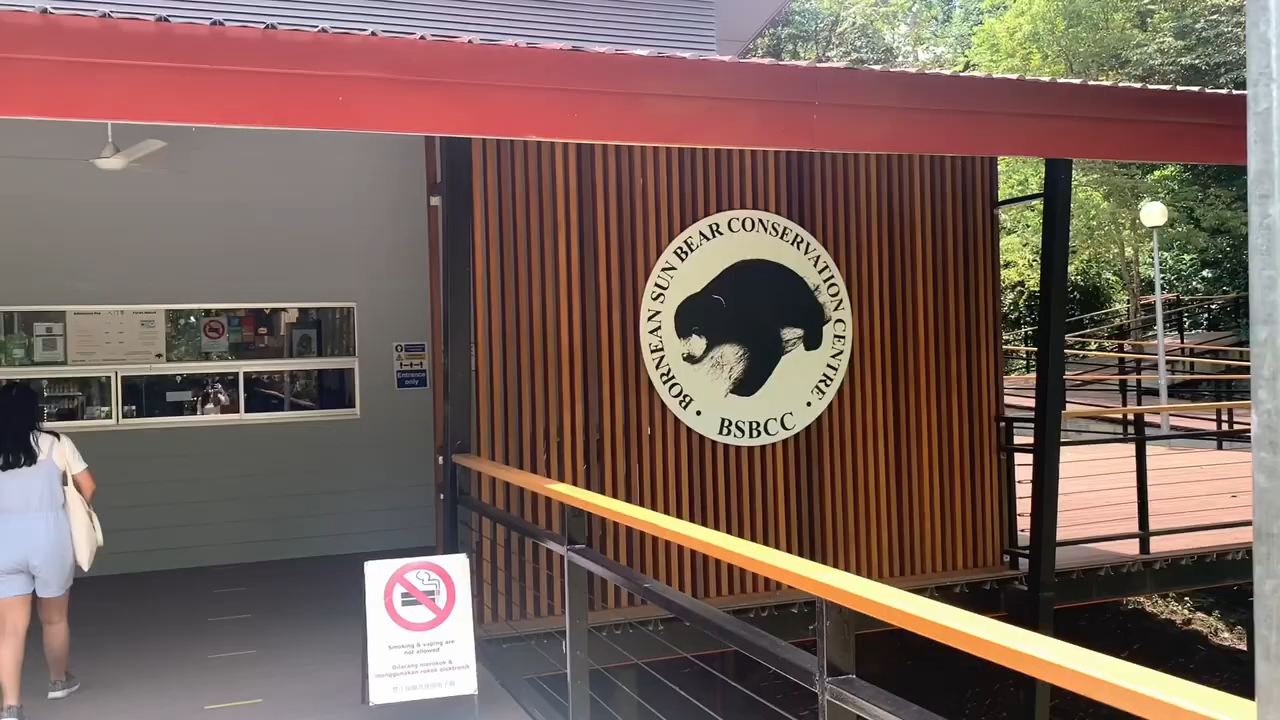 BORNEAN SUN BEAR CONSERVATION CENTRE
BSBCC
Entrance
only
Smoking & vaping are
not allowed
Dilarang merokok &
menggunakan rokok elektronik